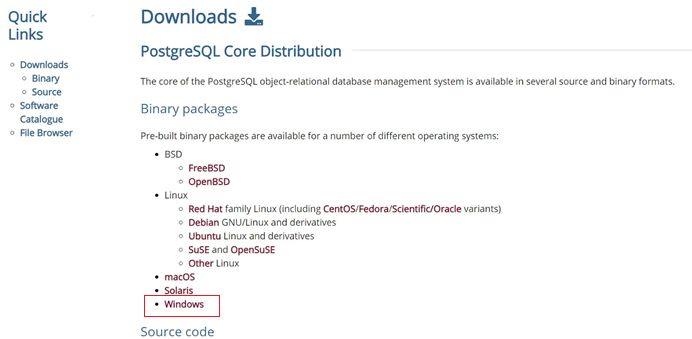 Quick
Links
Downloads
Binary
Source
Software
Catalogue
File Browser
Downloads
PostgreSQL Core Distribution
The core of the PostgreSQL object-relational database management system is available in several source and binary formats.
Binary packages
Pre-built binary packages are available for a number of different operating systems:
BSD
FreeBSD
OpenBSD
Linux
Red Hat family Linux (including CentOS/Fedora/Scientific/Oracle variants)
Debian GNU/Linux and derivatives
Ubuntu Linux and derivatives
SuSE and OpenSuSE
Other Linux
macOS
Solaris
Windows
Source code